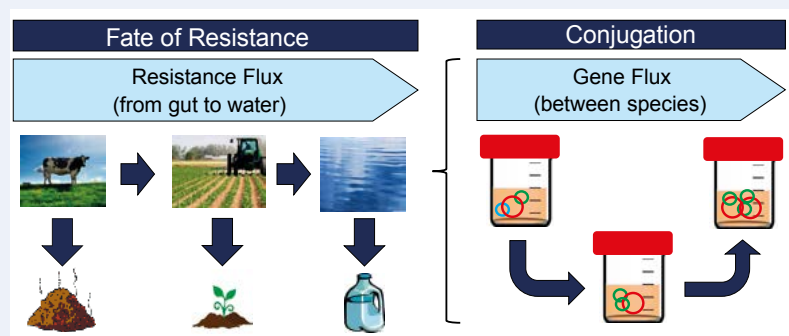 Fate of Resistance
Resistance Flux
(from gut to water)
Conjugation
Gene Flux
(between species)